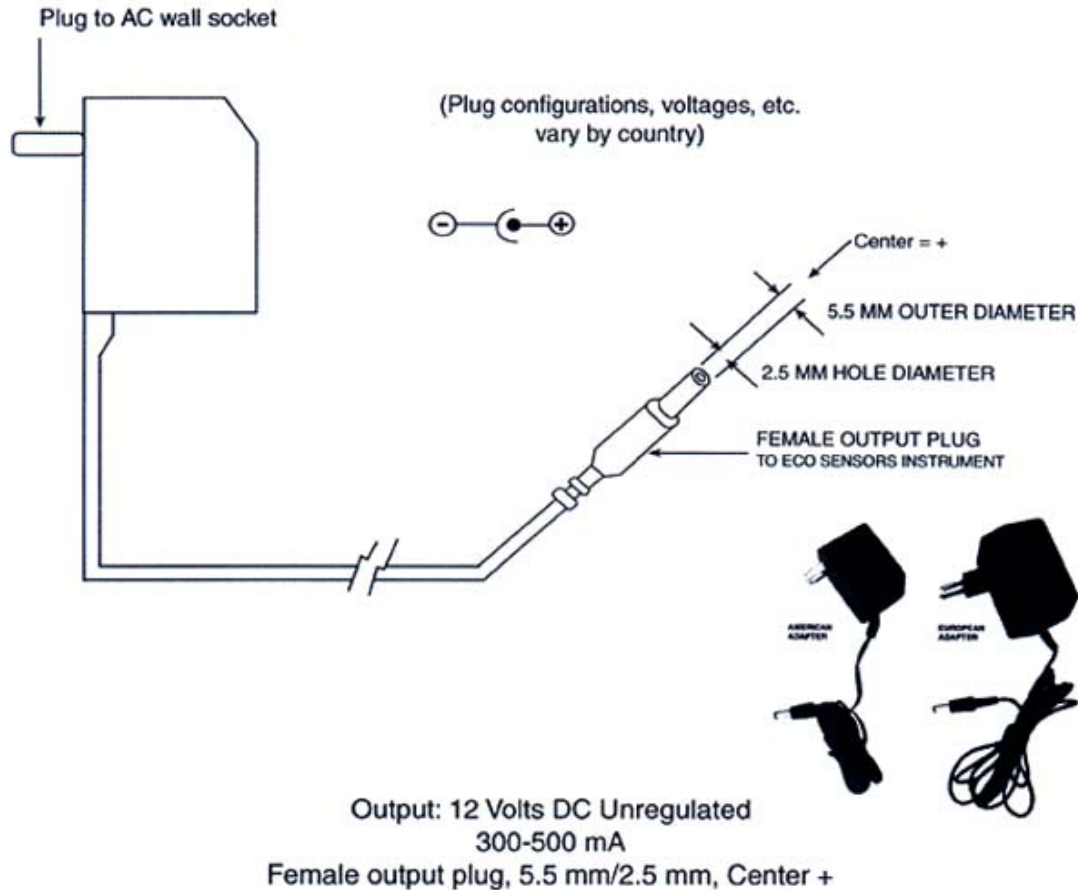 Plug to AC wall socket
(Plug configurations, voltages, etc.
vary by country)
Center = +
5.5 MM OUTER DIAMETER
2.5 MM HOLE DIAMETER
FEMALE OUTPUT PLUG
TO ECO SENSORS INSTRUMENT
AMERICAN
ADAPTER
EUROPEAN
ADAPTER
Output: 12 Volts DC Unregulated
300-500 mA
Female output plug, 5.5 mm/2.5 mm, Center +